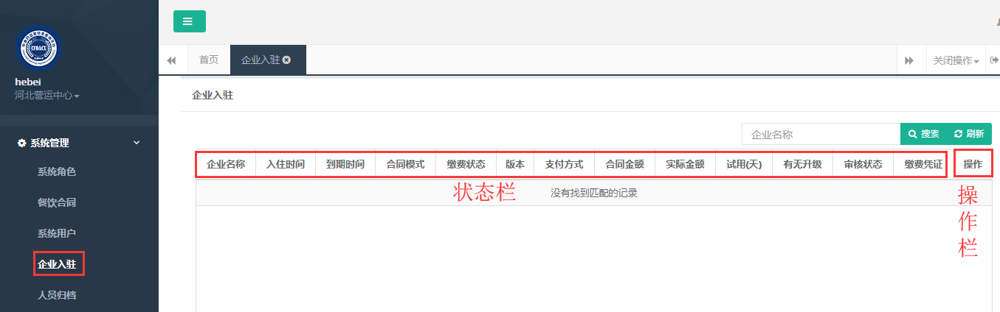 CFDACX
hebei
河北营运中心
系统管理
系统角色
餐饮合同
系统用户
企业入驻
人员归档
首页
企业入驻
关闭操作
企业入驻
企业名称
搜索
刷新
企业名称 入住时间 到期时间 合同模式 缴费状态 版本 支付方式 合同金额 实际金额 试用(天) 有无升级 审核状态 缴费凭证 操作
状态栏
没有找到匹配的记录
操作栏